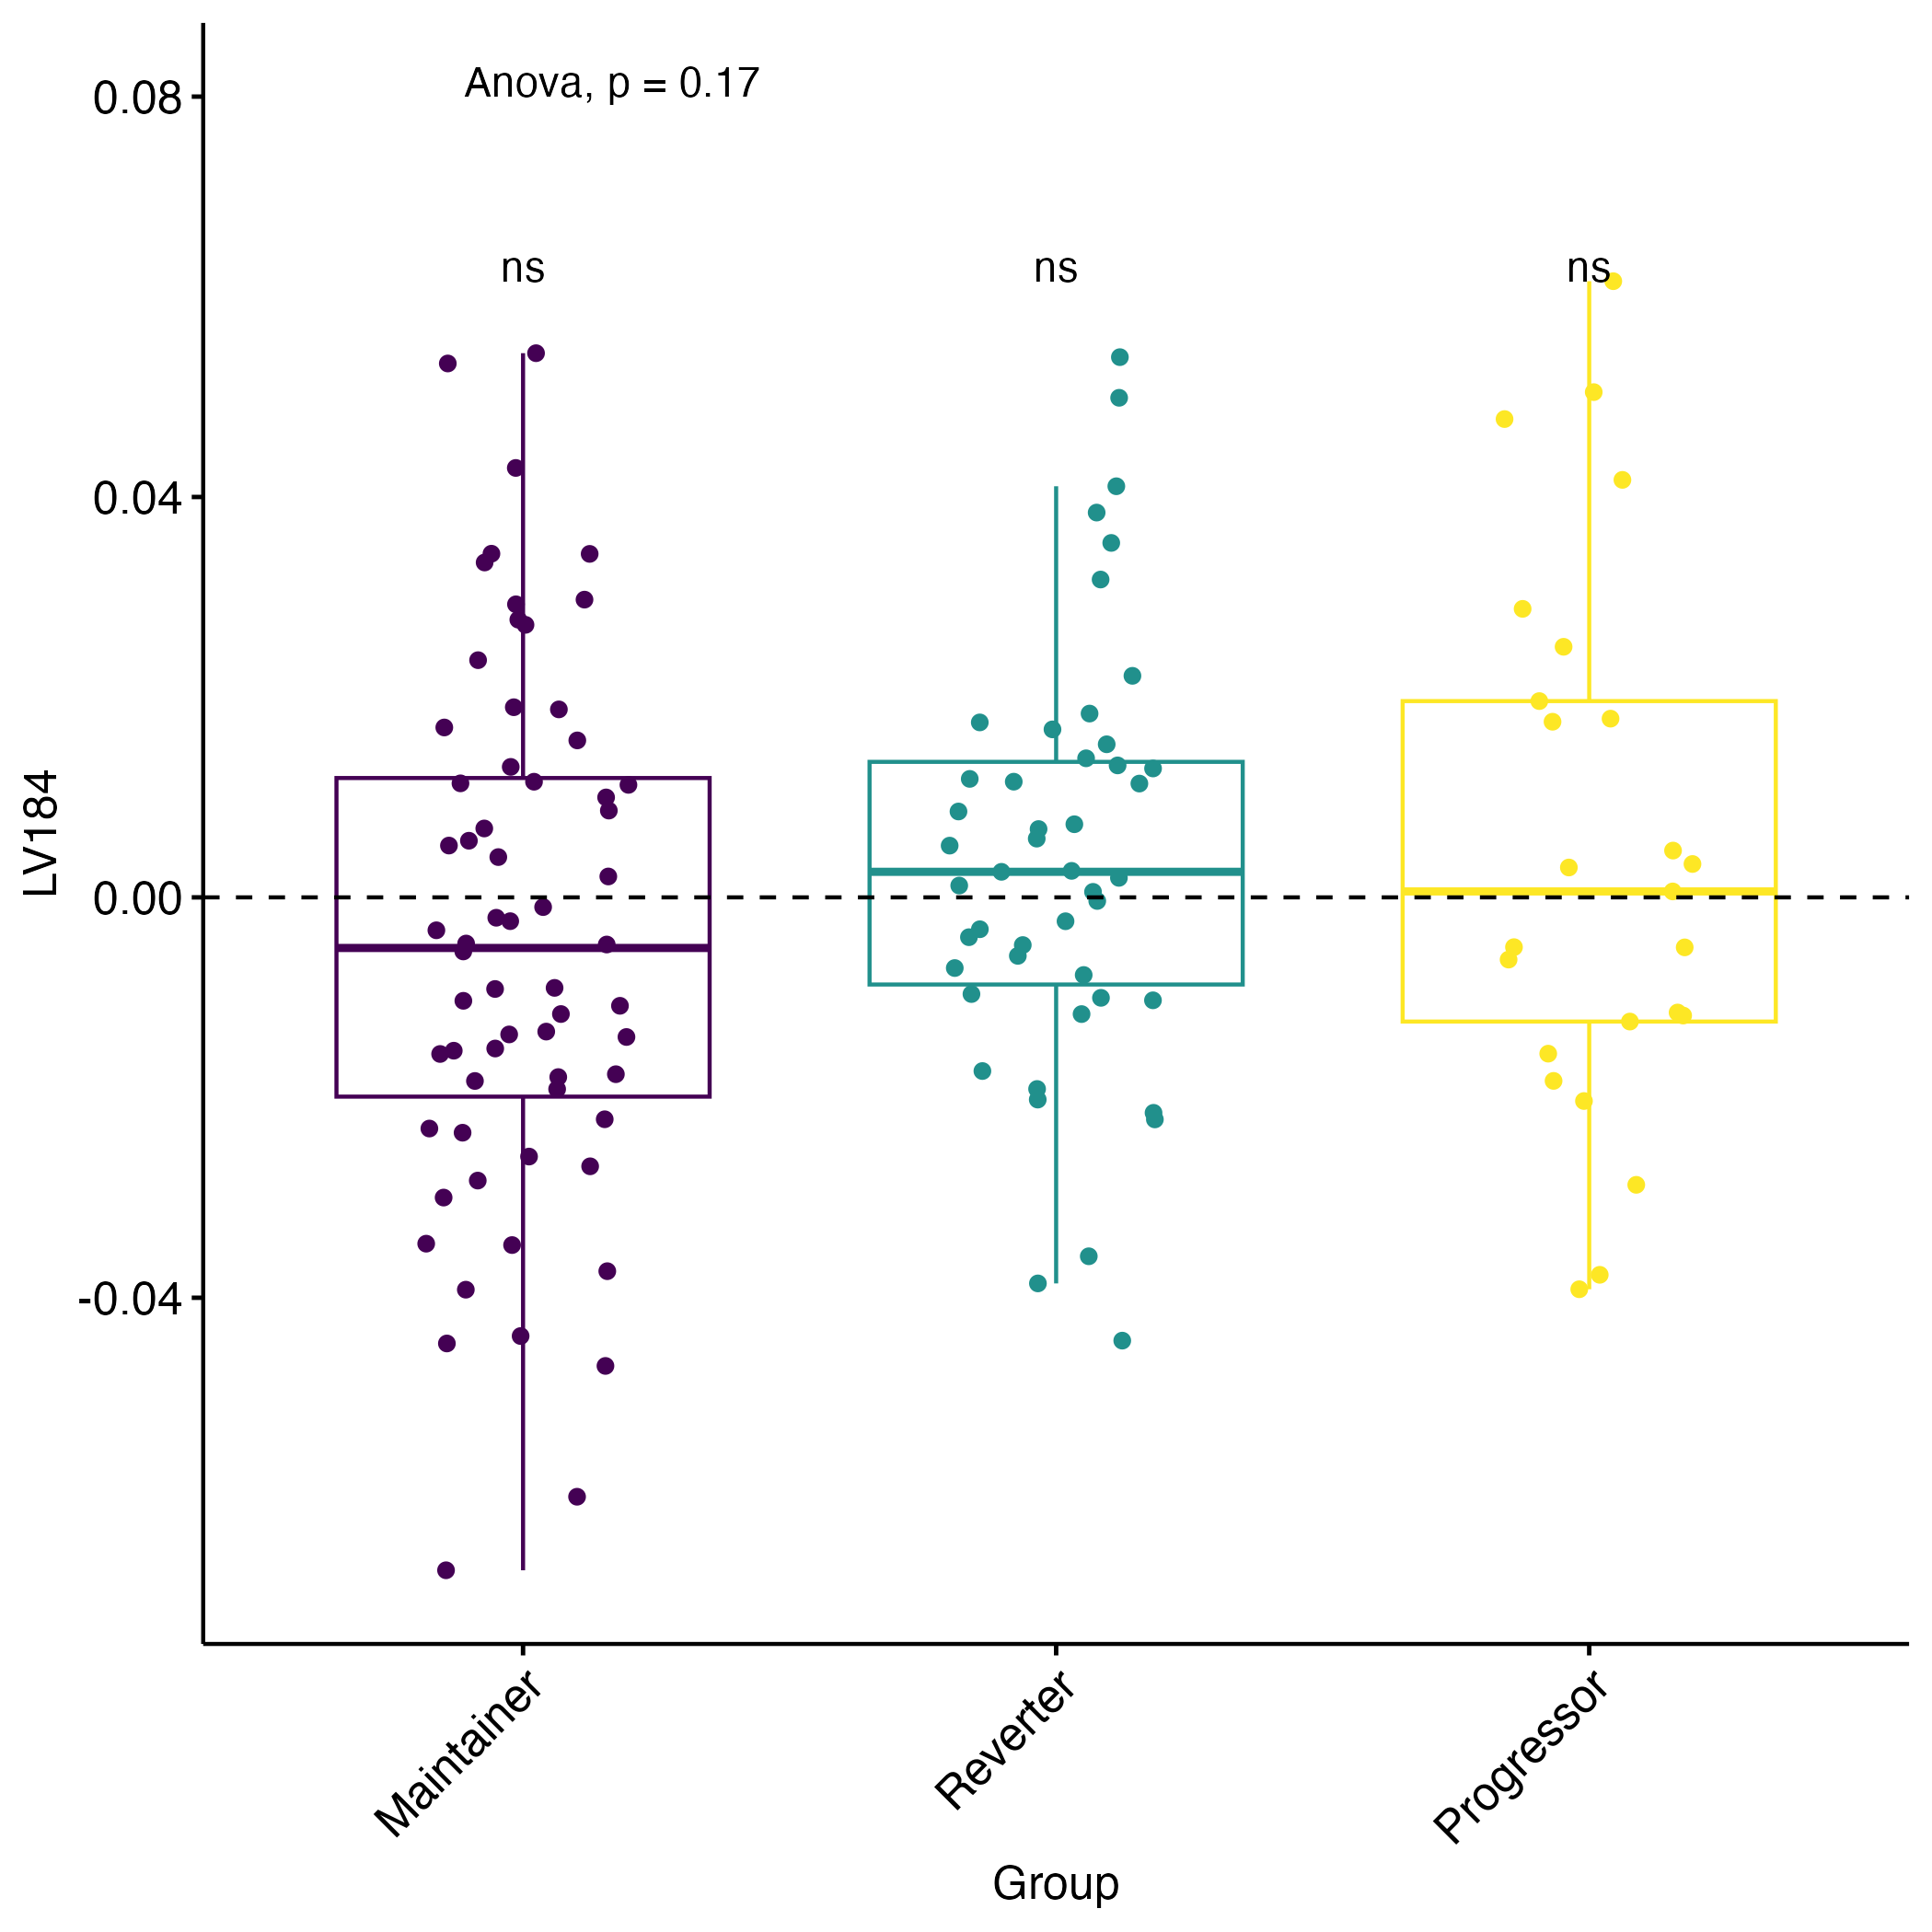 Anova, p = 0.17
ns ns ns
0.08
0.04
0.00
-0.04
LV184
Maintainer Reverter Progressor
Group